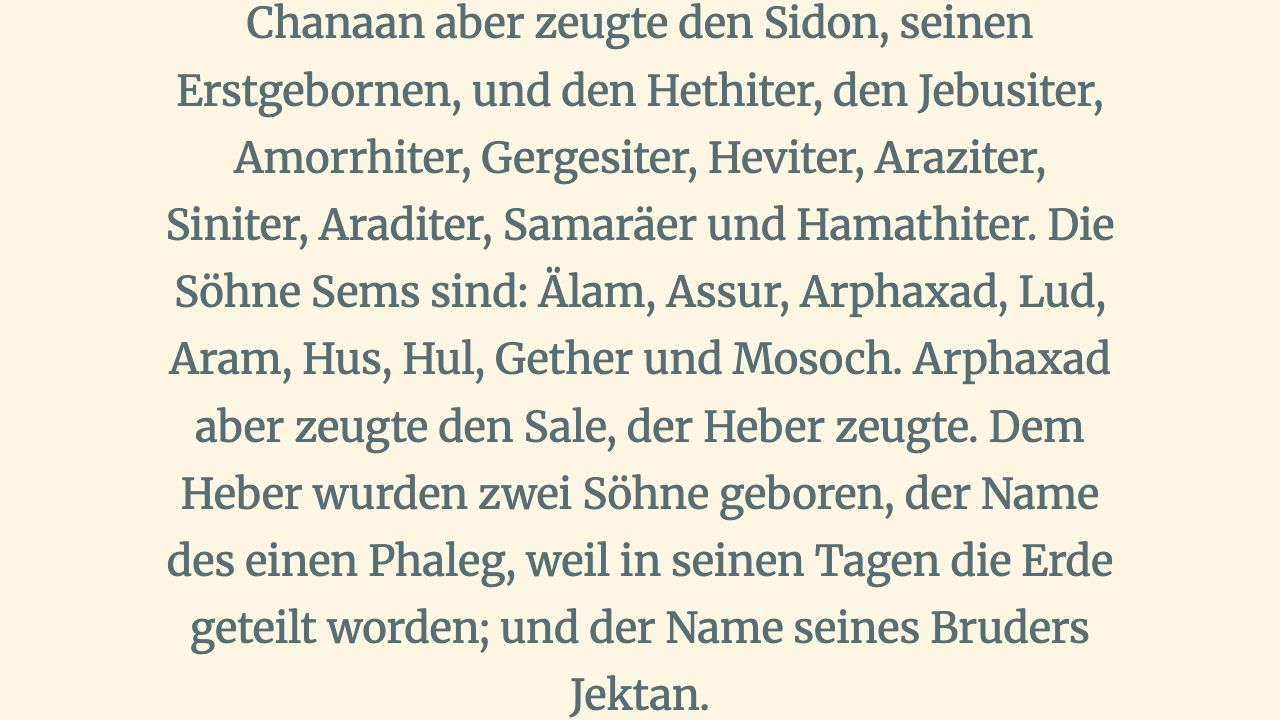 Chanaan aber zeugte den Sidon, seinen
Erstgebornen, und den Hethiter, den Jebusiter,
Amorrhiter, Gergesiter, Heviter, Araziter,
Siniter, Araditer, Samaräer und Hamathiter. Die
Söhne Sems sind: Älam, Assur, Arphaxad, Lud,
Aram, Hus, Hul, Gether und Mosoch. Arphaxad
aber zeugte den Sale, der Heber zeugte. Dem
Heber wurden zwei Söhne geboren, der Name
des einen Phaleg, weil in seinen Tagen die Erde
geteilt worden; und der Name seines Bruders
Jektan.